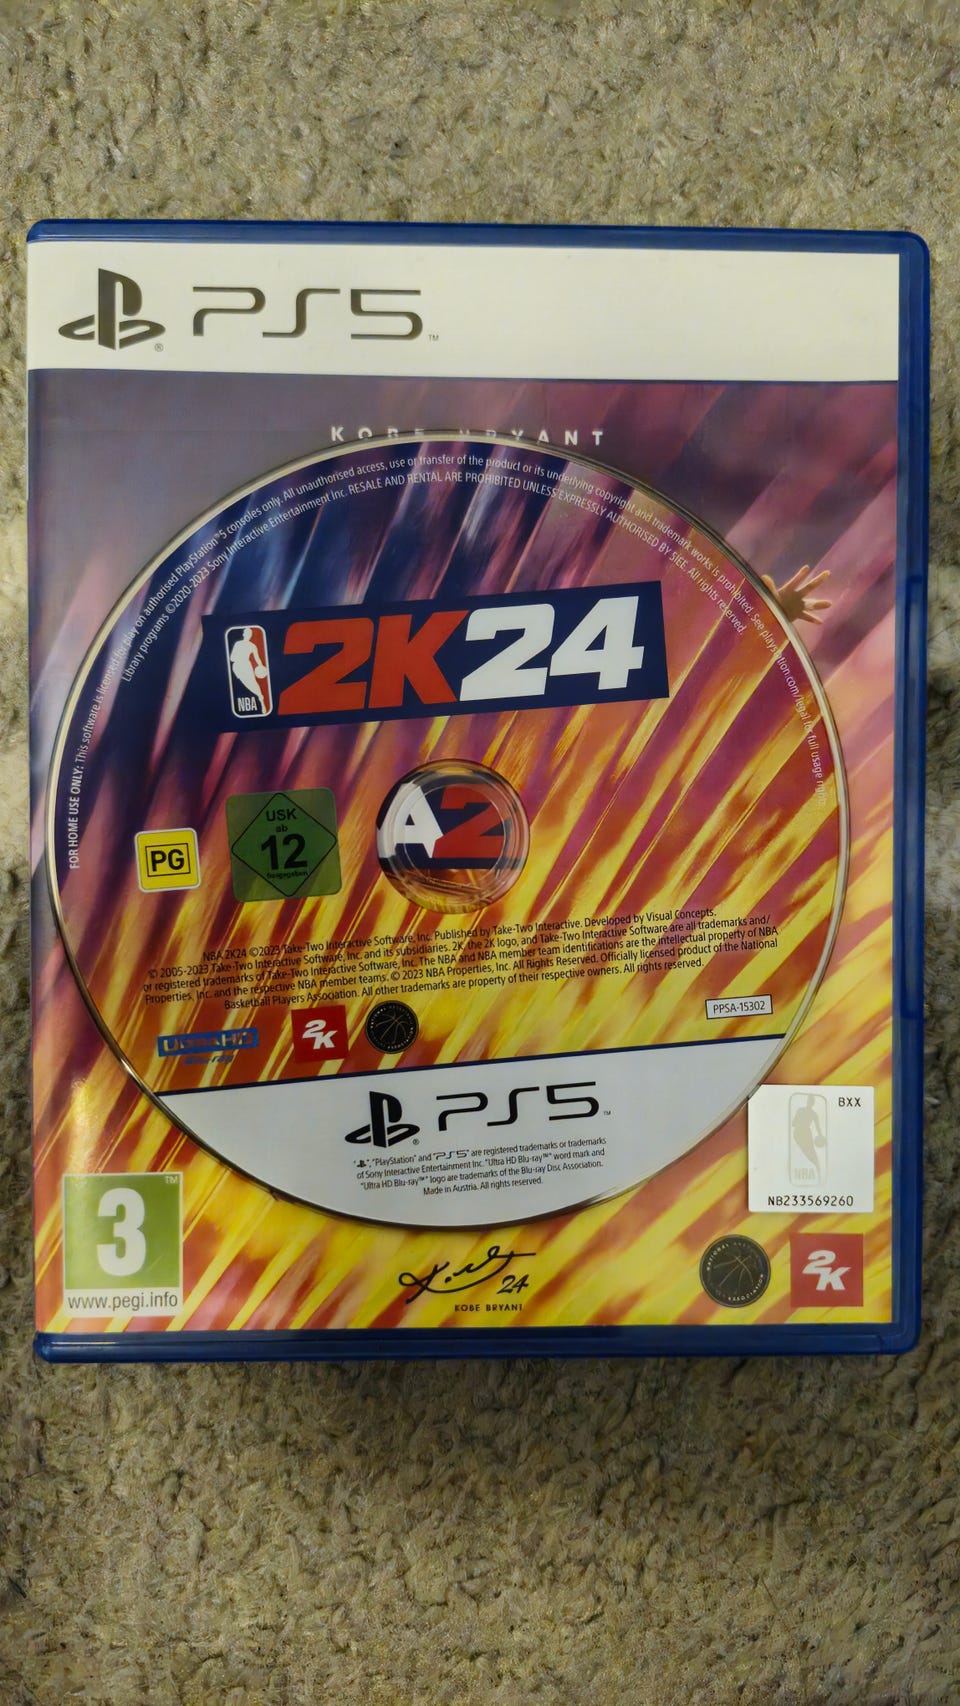 PS5™
KOBE BRYANT
FOR HOME USE ONLY: This software is licensed for play on authorised PlayStation®5 consoles only. All unauthorised access, use or transfer of the product or its underlying copyright and trademark works is prohibited. See playstation.com/legal for full usage rights.
Library programs ©2020-2023 Sony Interactive Entertainment Inc. RESALE AND RENTAL ARE PROHIBITED UNLESS EXPRESSLY AUTHORISED BY SIEE. All rights reserved.
NBA 2K24
PG
USK
ab
12
freigegeben
A 2
NBA 2K24 ©2023 Take-Two Interactive Software, Inc. Published by Take-Two Interactive. Developed by Visual Concepts.
© 2005-2023 Take-Two Interactive Software, Inc. and its subsidiaries. 2K, the 2K logo, and Take-Two Interactive Software are all trademarks and/
or registered trademarks of Take-Two Interactive Software, Inc. The NBA and NBA member team identifications are the intellectual property of NBA
Properties, Inc. and the respective NBA member teams. © 2023 NBA Properties, Inc. All Rights Reserved. Officially licensed product of the National
Basketball Players Association. All other trademarks are property of their respective owners. All rights reserved.
PPSA-15302
ULTRA HD
Blu-ray
2K
PS5™
" ", "PlayStation" and "PS5" are registered trademarks or trademarks
of Sony Interactive Entertainment Inc. "Ultra HD Blu-ray™" word mark and
"Ultra HD Blu-ray™" logo are trademarks of the Blu-ray Disc Association.
Made in Austria. All rights reserved.
BXX
NBA
NB233569260
3™
www.pegi.info
24
KOBE BRYANT
2K